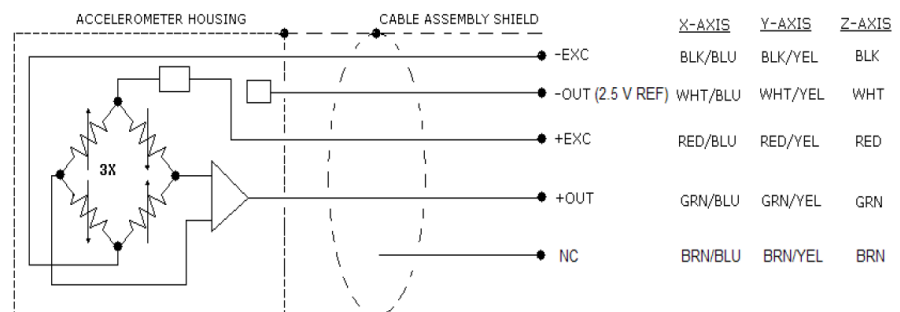 ACCELEROMETER HOUSING CABLE ASSEMBLY SHIELD X-AXIS Y-AXIS Z-AXIS
-EXC BLK/BLU BLK/YEL BLK
-OUT (2.5 V REF) WHT/BLU WHT/YEL WHT
+EXC RED/BLU RED/YEL RED
3X
+OUT GRN/BLU GRN/YEL GRN
NC BRN/BLU BRN/YEL BRN